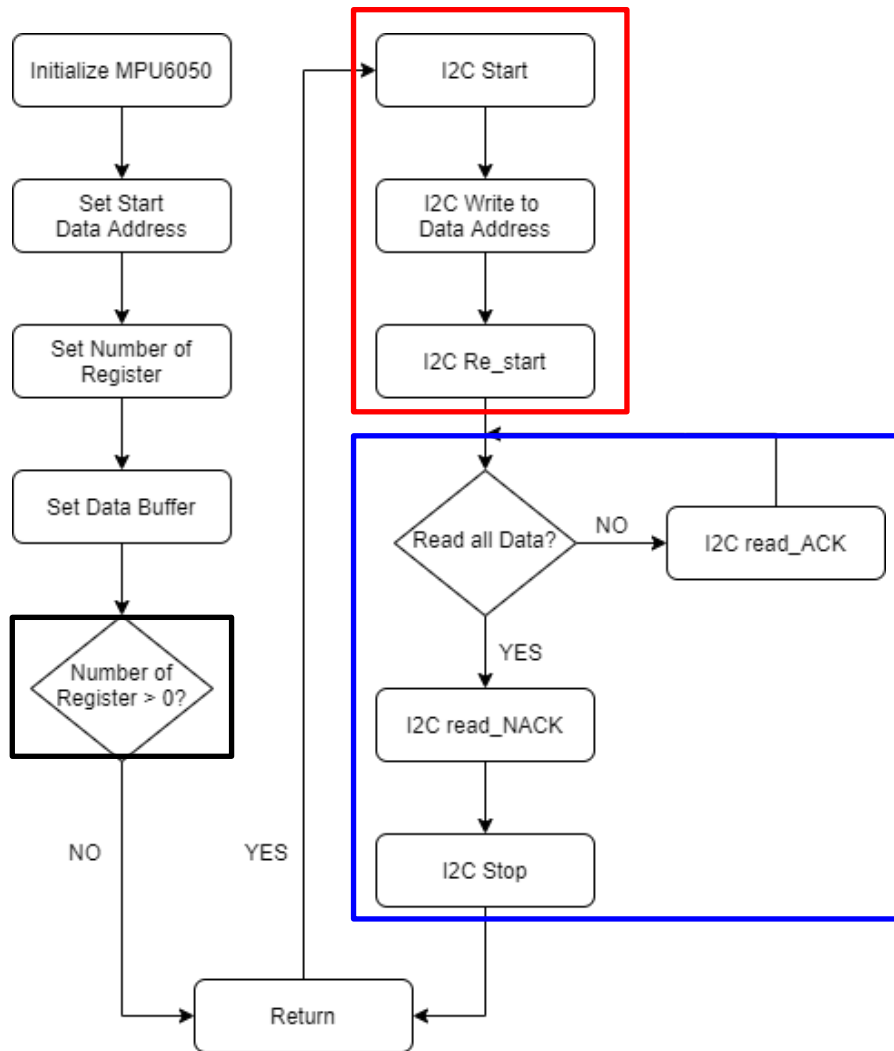 Initialize MPU6050
Set Start
Data Address
Set Number of
Register
Set Data Buffer
Number of
Register > 0?
NO
YES
I2C Start
I2C Write to
Data Address
I2C Re_start
Read all Data?
NO
I2C read_ACK
YES
I2C read_NACK
I2C Stop
Return